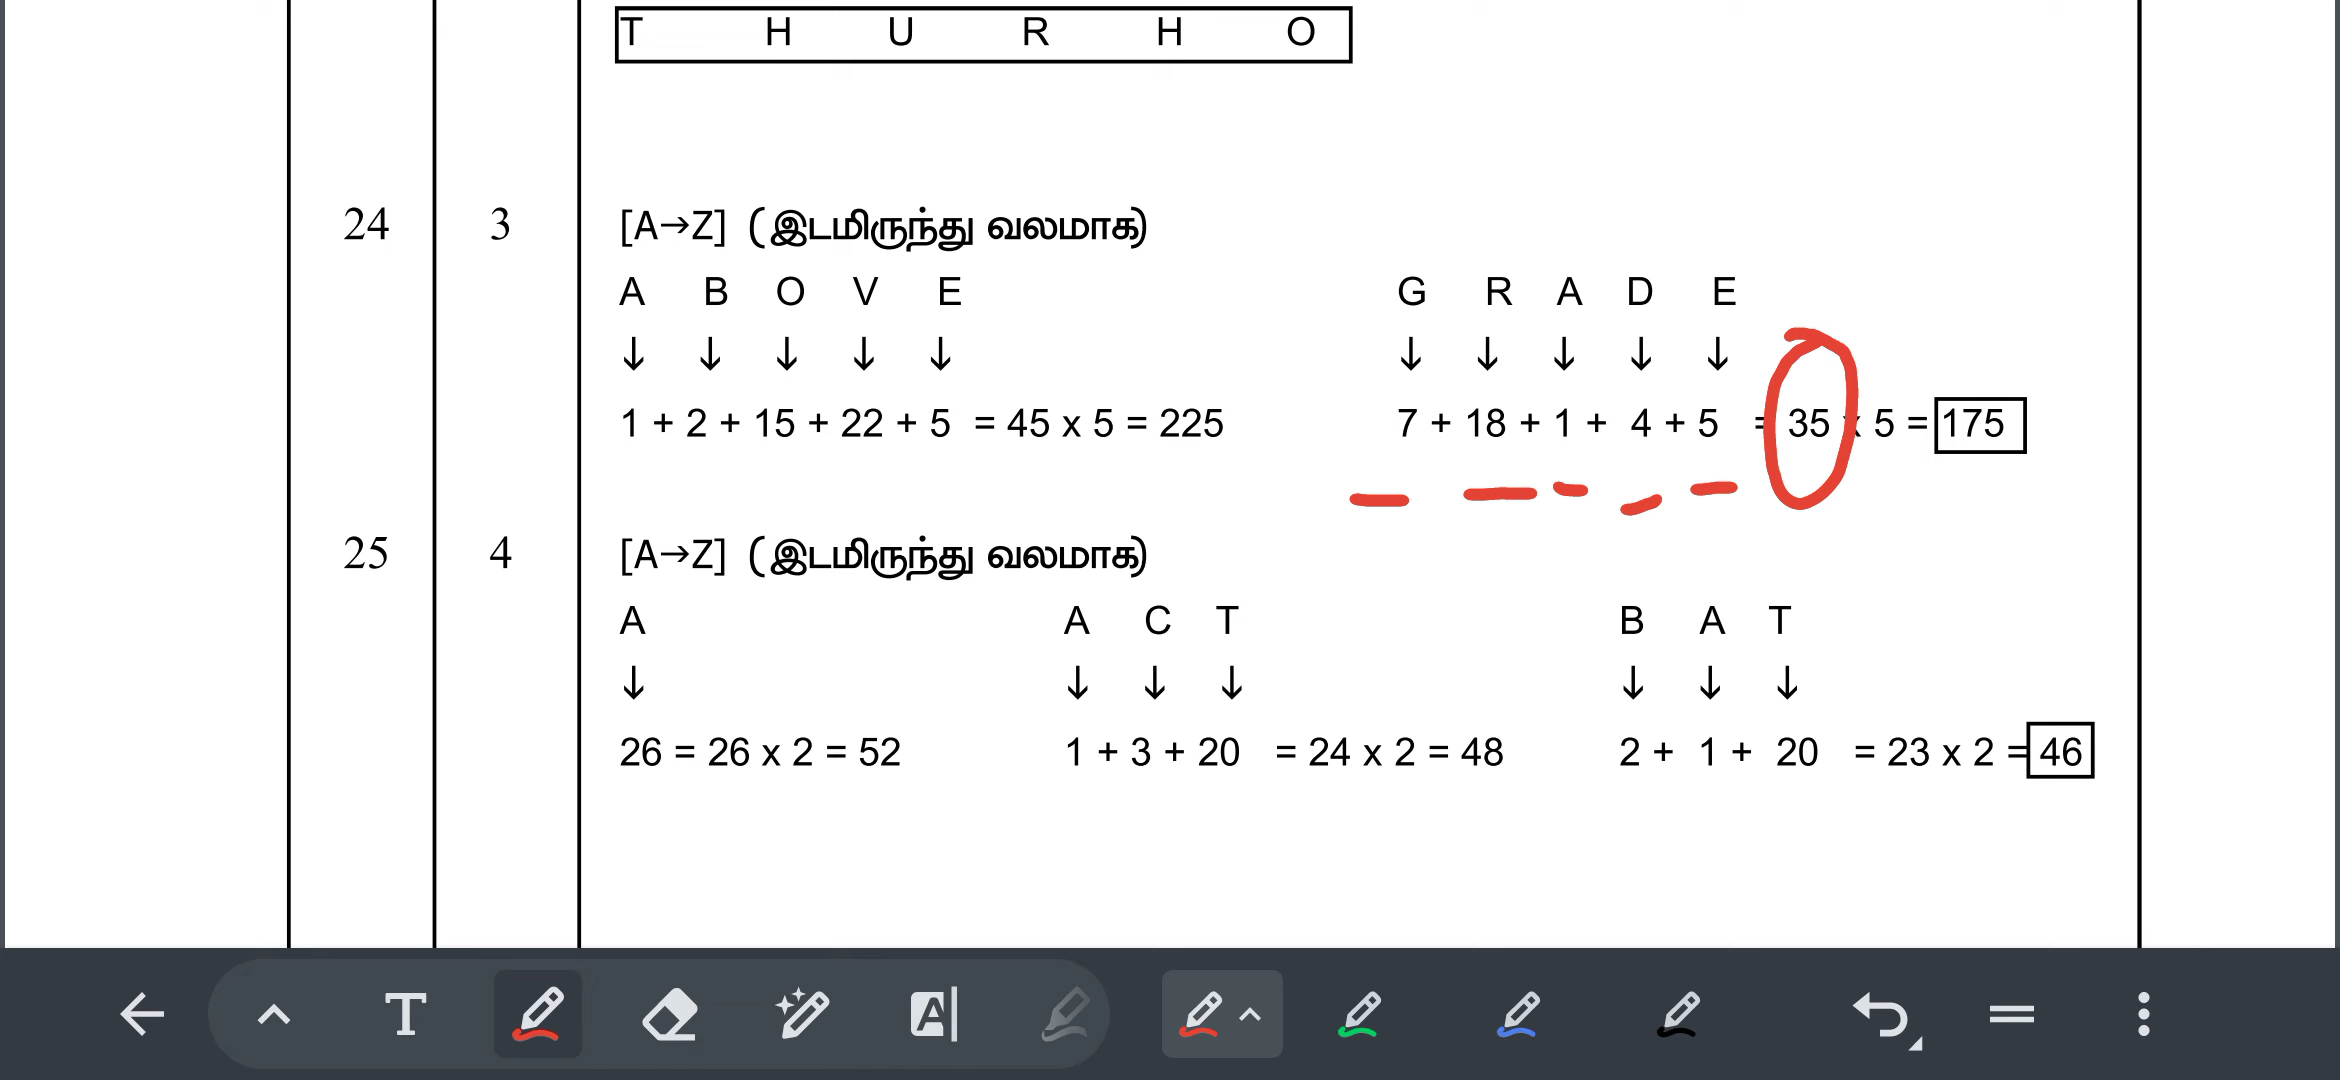 T H U R H O
24 3 [A→Z] (இடமிருந்து வலமாக)
A B O V E G R A D E
↓ ↓ ↓ ↓ ↓ ↓ ↓ ↓ ↓ ↓
1 + 2 + 15 + 22 + 5 = 45 x 5 = 225 7 + 18 + 1 + 4 + 5 = 35 x 5 = 175
25 4 [A→Z] (இடமிருந்து வலமாக)
A A C T B A T
↓ ↓ ↓ ↓ ↓ ↓ ↓
26 = 26 x 2 = 52 1 + 3 + 20 = 24 x 2 = 48 2 + 1 + 20 = 23 x 2 = 46